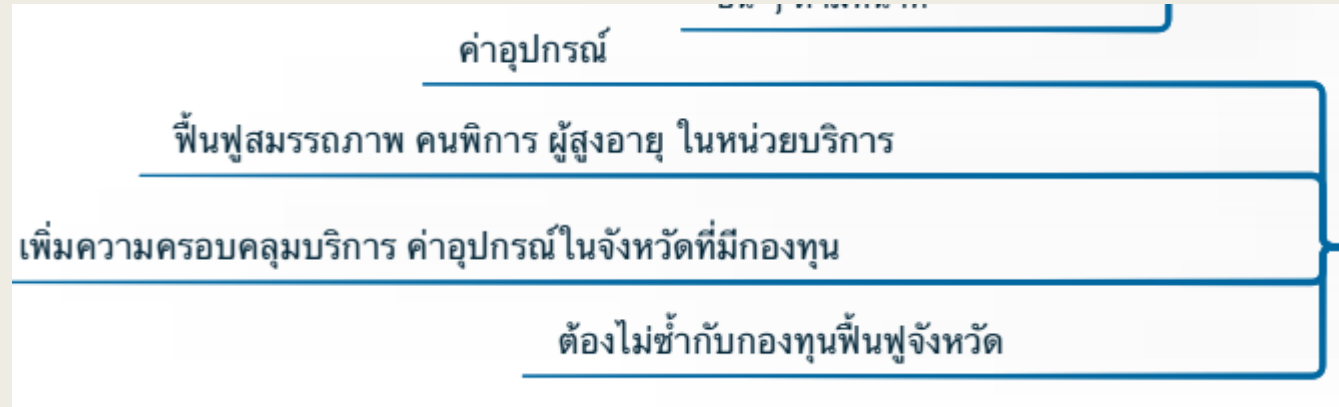 ค่าอุปกรณ์
ฟื้นฟูสมรรถภาพ คนพิการ ผู้สูงอายุ ในหน่วยบริการ
เพิ่มความครอบคลุมบริการ ค่าอุปกรณ์ในจังหวัดที่มีกองทุน
ต้องไม่ซ้ำกับกองทุนฟื้นฟูจังหวัด